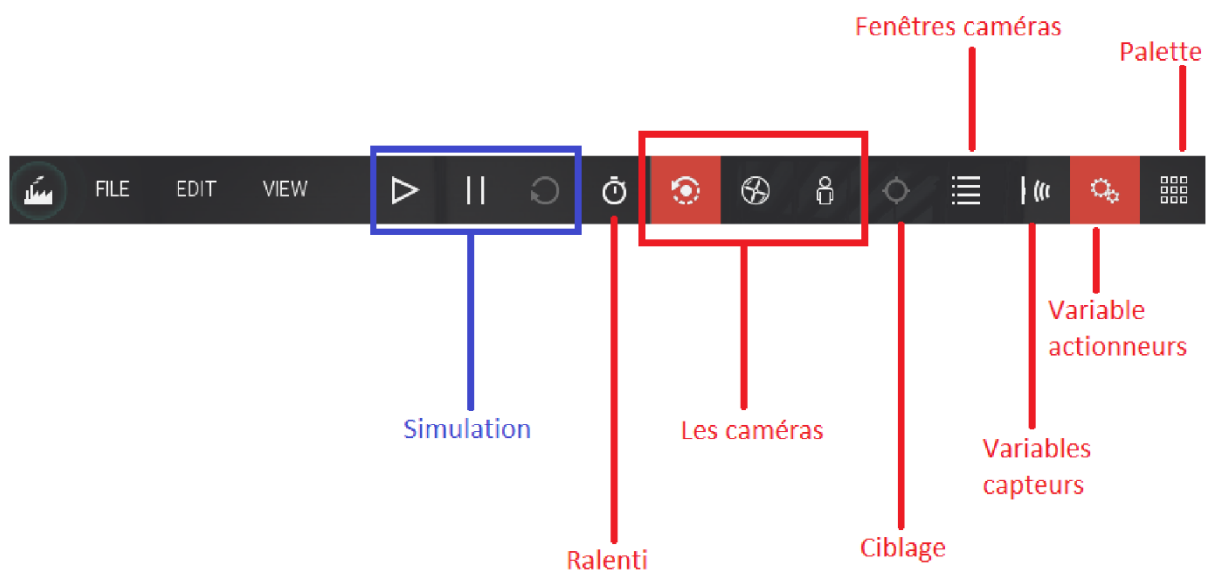 Fenêtres caméras
Palette
FILE EDIT VIEW
Variable
actionneurs
Simulation
Les caméras
Variables
capteurs
Ciblage
Ralenti